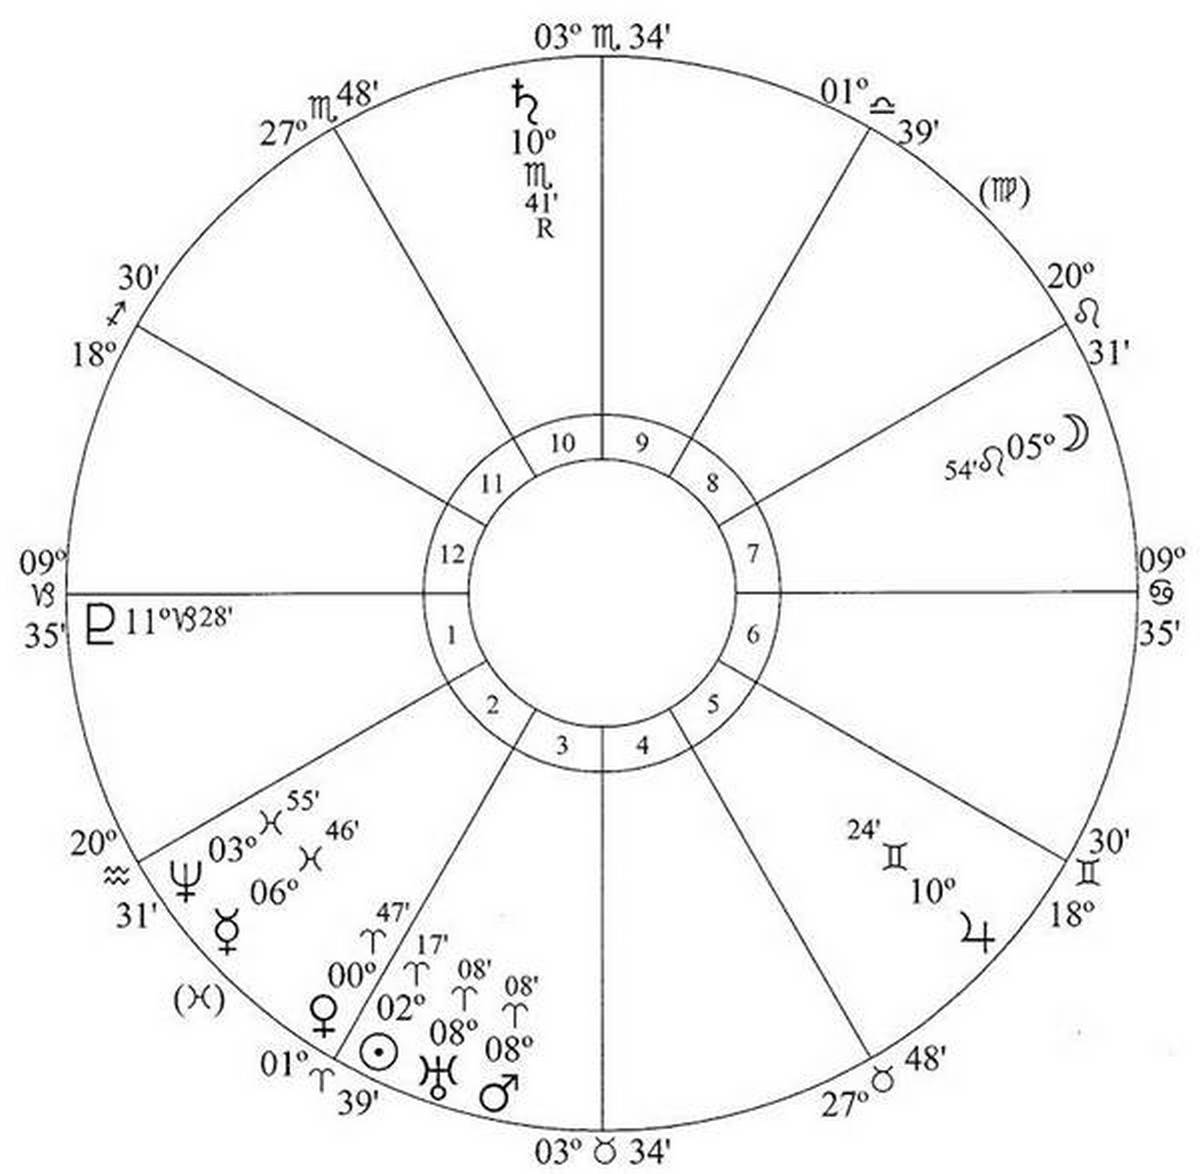 03° ♏ 34'
27° ♏ 48'
01° ♎ 39'
♄
10°
♏
41'
R
(♍)
30'
♐
18°
20°
♌
31'
54' ♌ 05° ☽
10
9
11
8
12
7
09°
♑
35'
09°
♋
35'
♇ 11° ♑ 28'
1
6
2
5
3
4
20°
♒
31'
♆ 03° ♓ 55'
☿ 06° ♓ 46'
(♓)
♀ 00° ♈ 47'
01° ♈ 39'
☉ 02° ♈ 17'
♅ 08° ♈ 08'
♂ 08° ♈ 08'
24'
♊
10°
♃
30'
♊
18°
27° ♉ 48'
03° ♉ 34'